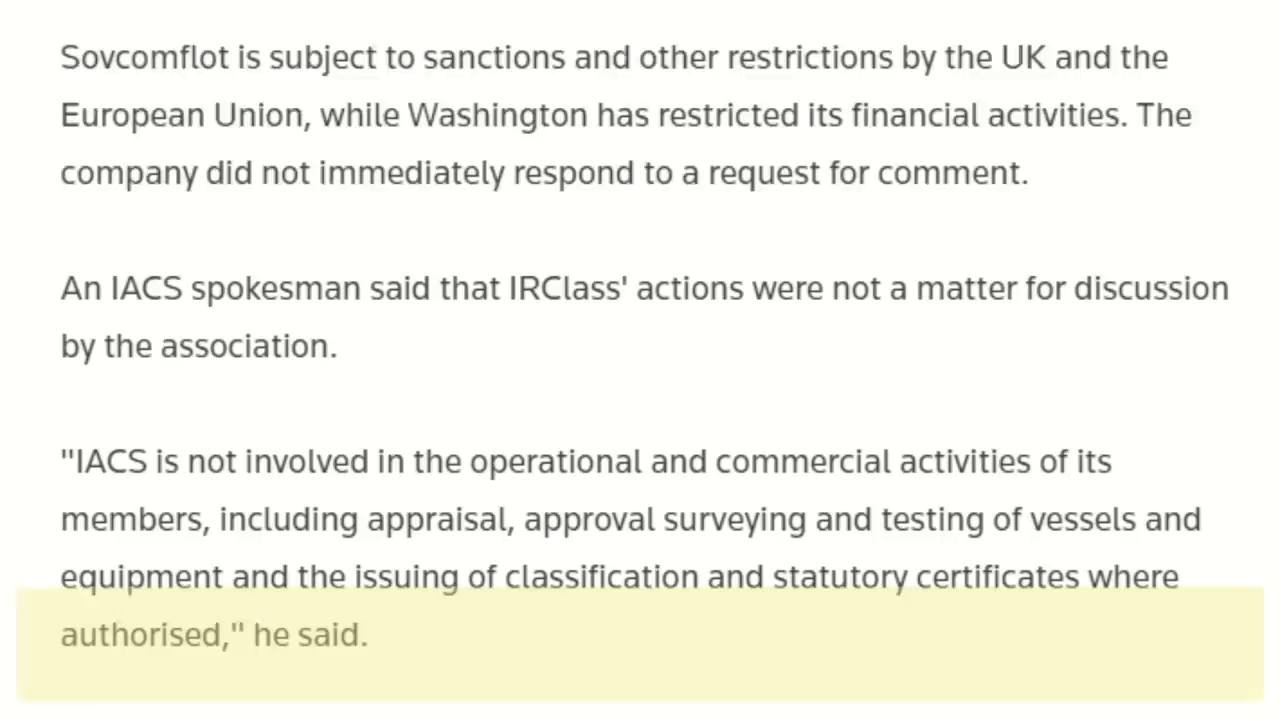 Sovcomflot is subject to sanctions and other restrictions by the UK and the
European Union, while Washington has restricted its financial activities. The
company did not immediately respond to a request for comment.
An IACS spokesman said that IRClass' actions were not a matter for discussion
by the association.
"IACS is not involved in the operational and commercial activities of its
members, including appraisal, approval surveying and testing of vessels and
equipment and the issuing of classification and statutory certificates where
authorised," he said.